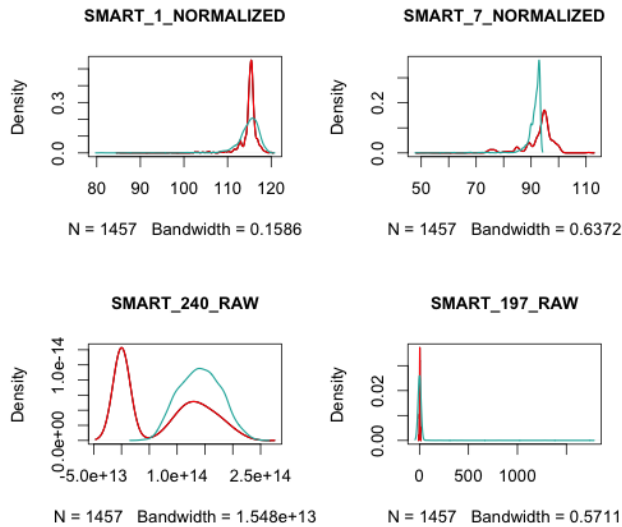 SMART_1_NORMALIZED
Density
0.0 0.3
80 90 100 110 120
N = 1457 Bandwidth = 0.1586
SMART_7_NORMALIZED
Density
0.0 0.2
50 70 90 110
N = 1457 Bandwidth = 0.6372
SMART_240_RAW
Density
0.0e+00 1.0e-14
-5.0e+13 1.0e+14 2.5e+14
N = 1457 Bandwidth = 1.548e+13
SMART_197_RAW
Density
0.00 0.02
0 500 1000
N = 1457 Bandwidth = 0.5711